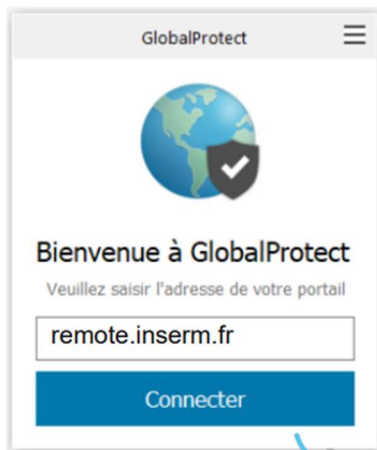 GlobalProtect
Bienvenue à GlobalProtect
Veuillez saisir l'adresse de votre portail
remote.inserm.fr
Connecter